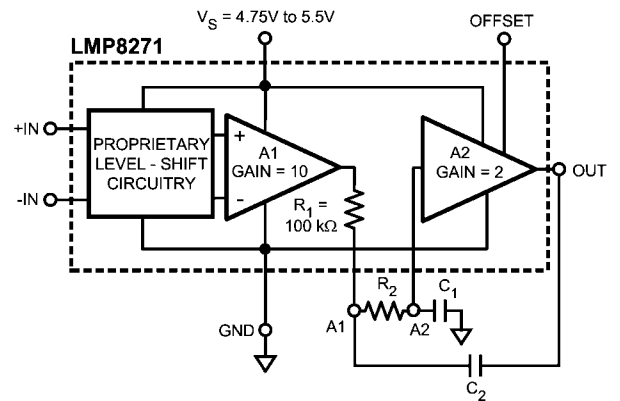 V_S = 4.75V to 5.5V
OFFSET
LMP8271
+IN
-IN
PROPRIETARY
LEVEL - SHIFT
CIRCUITRY
+
-
A1
GAIN = 10
A2
GAIN = 2
OUT
R_1 =
100 kΩ
R_2
C_1
A1
A2
GND
C_2